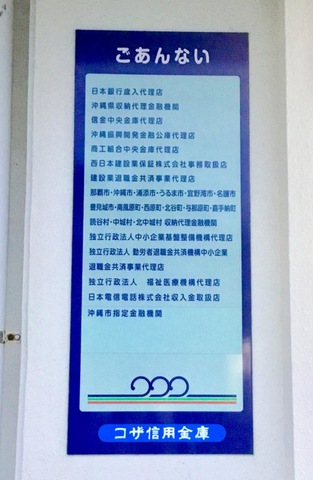 ごあんない
日本銀行歳入代理店
沖縄県収納代理金融機関
信金中央金庫代理店
沖縄振興開発金融公庫代理店
商工組合中央金庫代理店
西日本建設業保証株式会社事務取扱店
建設業退職金共済事業代理店
那覇市・沖縄市・浦添市・うるま市・宜野湾市・名護市
豊見城市・南風原町・西原町・北谷町・与那原町・嘉手納町
読谷村・中城村・北中城村 収納代理金融機関
独立行政法人中小企業基盤整備機構代理店
独立行政法人 勤労者退職金共済機構中小企業
退職金共済事業代理店
独立行政法人 福祉医療機構代理店
日本電信電話株式会社収入金取扱店
沖縄市指定金融機関
コザ信用金庫